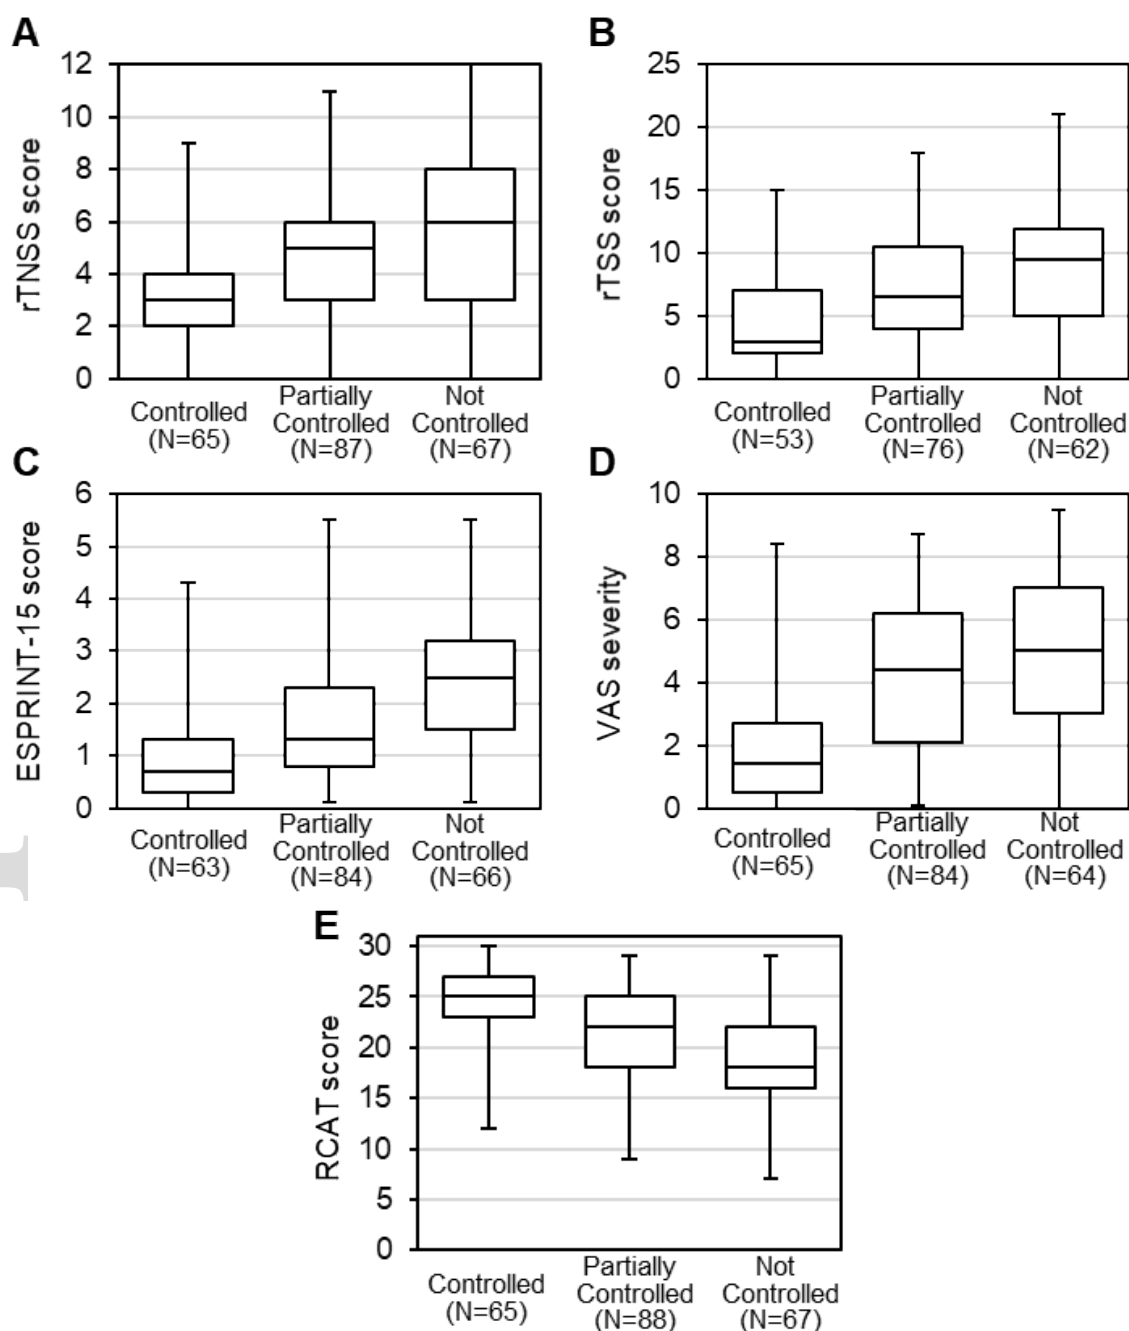 A
rTNSS score
12
10
8
6
4
2
0
Controlled
(N=65)
Partially
Controlled
(N=87)
Not
Controlled
(N=67)
B
rTSS score
25
20
15
10
5
0
Controlled
(N=53)
Partially
Controlled
(N=76)
Not
Controlled
(N=62)
C
ESPRINT-15 score
6
5
4
3
2
1
0
Controlled
(N=63)
Partially
Controlled
(N=84)
Not
Controlled
(N=66)
D
VAS severity
10
8
6
4
2
0
Controlled
(N=65)
Partially
Controlled
(N=84)
Not
Controlled
(N=64)
E
RCAT score
30
25
20
15
10
5
0
Controlled
(N=65)
Partially
Controlled
(N=88)
Not
Controlled
(N=67)